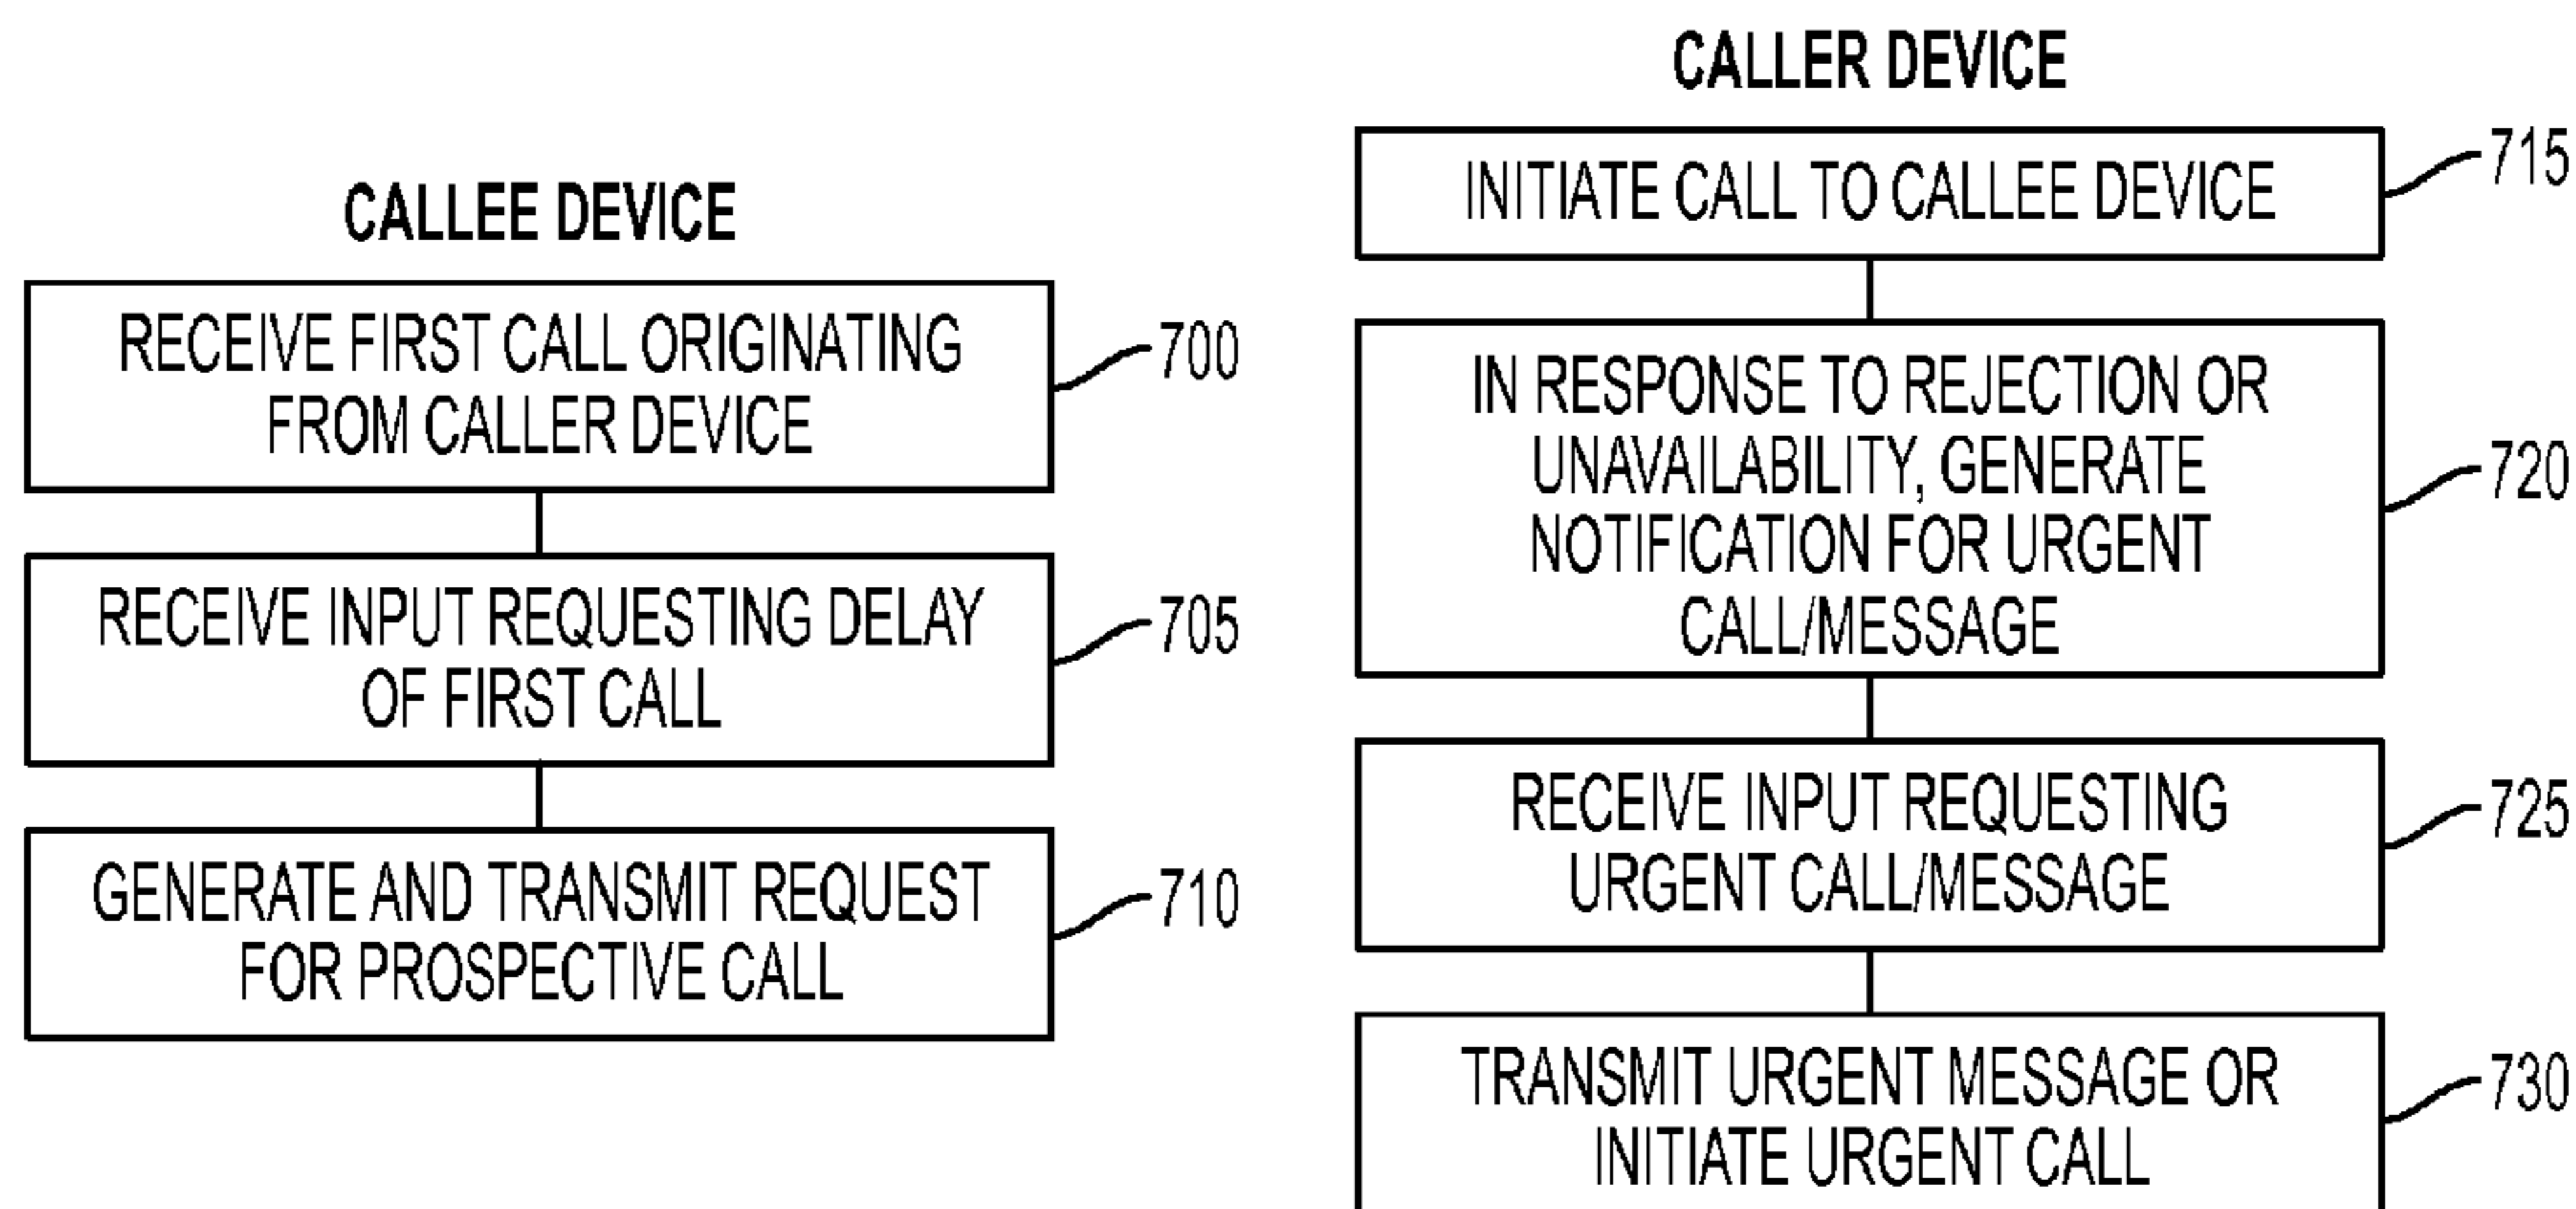 CALLEE DEVICE
RECEIVE FIRST CALL ORIGINATING
FROM CALLER DEVICE
700
RECEIVE INPUT REQUESTING DELAY
OF FIRST CALL
705
GENERATE AND TRANSMIT REQUEST
FOR PROSPECTIVE CALL
710
CALLER DEVICE
INITIATE CALL TO CALLEE DEVICE
715
IN RESPONSE TO REJECTION OR
UNAVAILABILITY, GENERATE
NOTIFICATION FOR URGENT
CALL/MESSAGE
720
RECEIVE INPUT REQUESTING
URGENT CALL/MESSAGE
725
TRANSMIT URGENT MESSAGE OR
INITIATE URGENT CALL
730